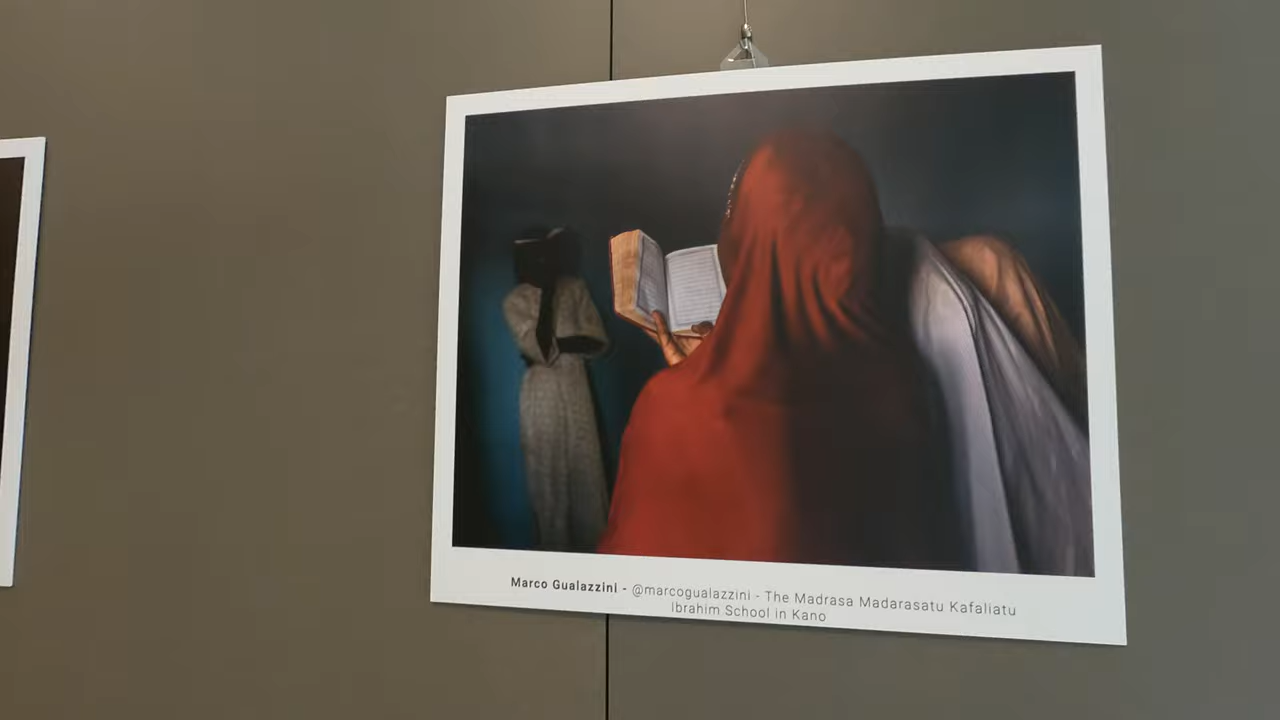 Marco Gualazzini - @marcogualazzini - The Madrasa Madarasatu Kafaliatu
Ibrahim School in Kano